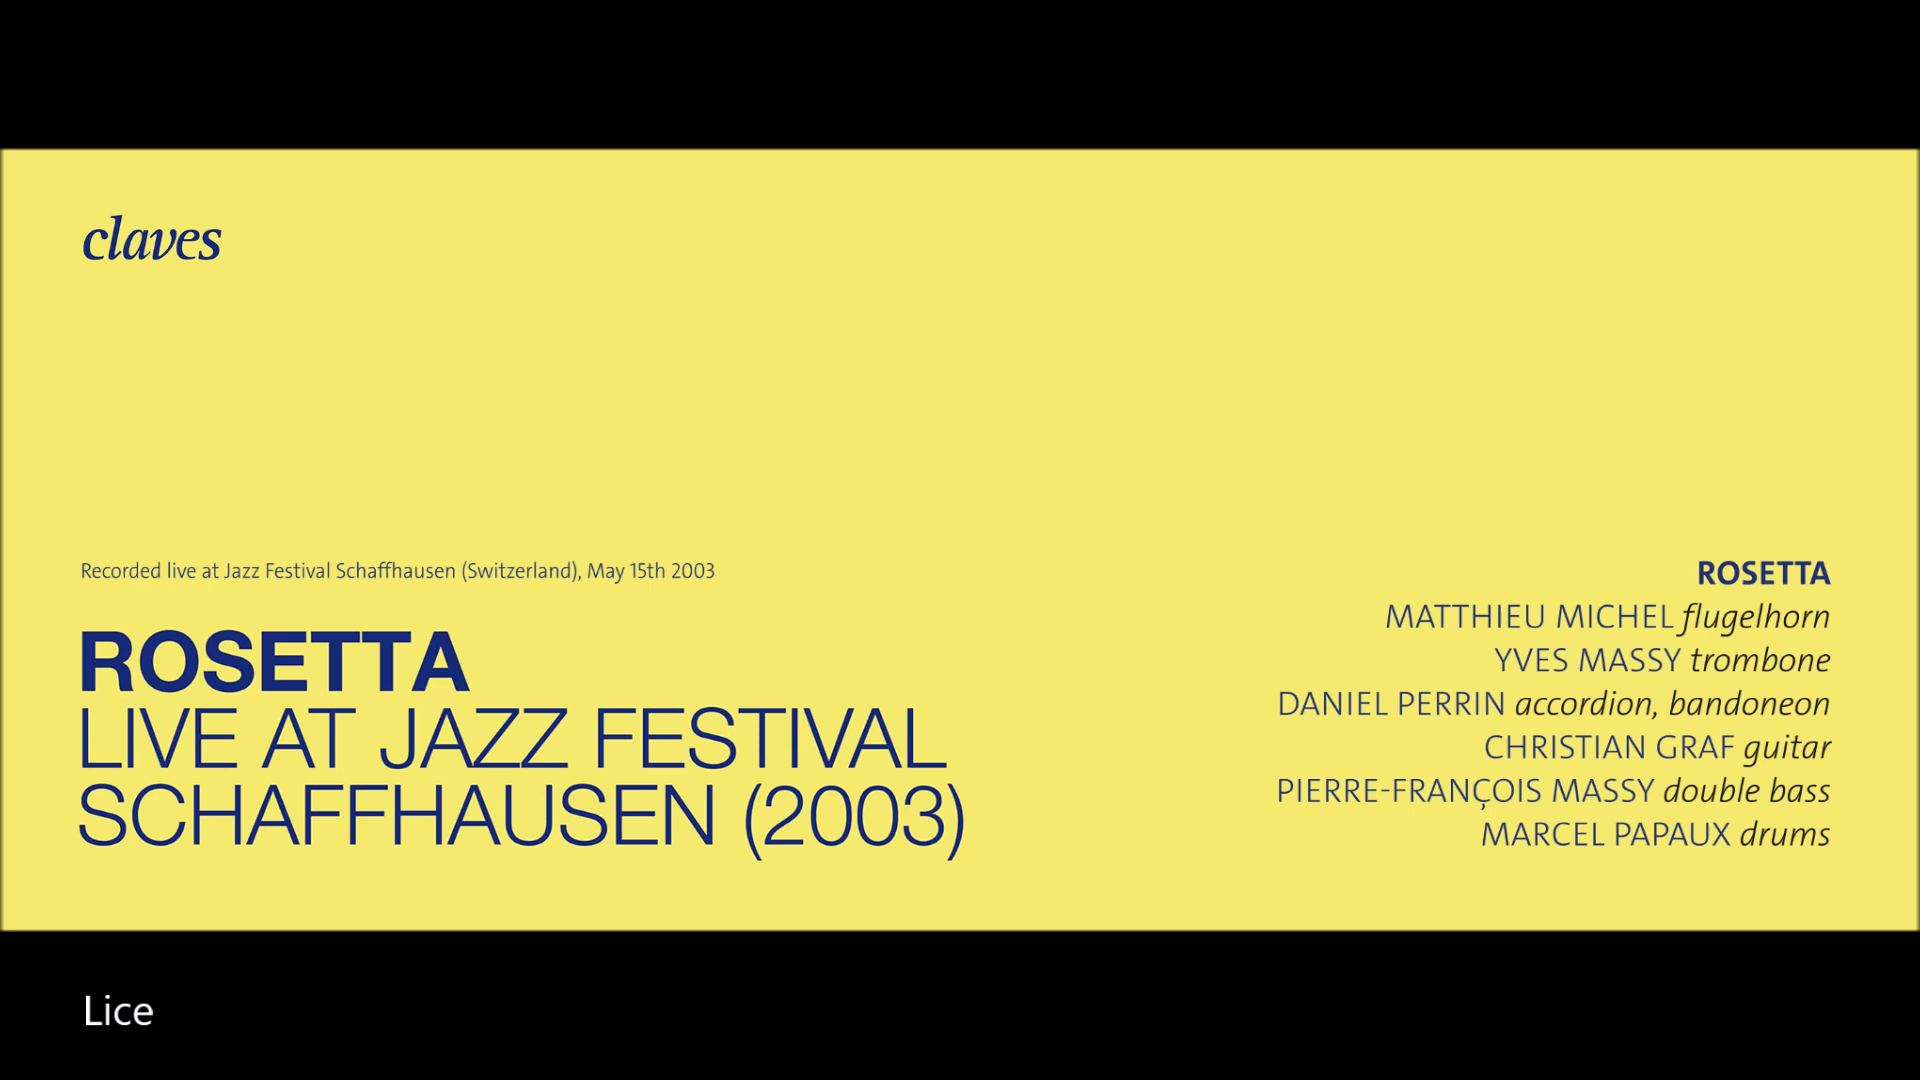 claves
Recorded live at Jazz Festival Schaffhausen (Switzerland), May 15th 2003
ROSETTA
LIVE AT JAZZ FESTIVAL
SCHAFFHAUSEN (2003)
ROSETTA
MATTHIEU MICHEL flugelhorn
YVES MASSY trombone
DANIEL PERRIN accordion, bandoneon
CHRISTIAN GRAF guitar
PIERRE-FRANÇOIS MASSY double bass
MARCEL PAPAUX drums
Lice